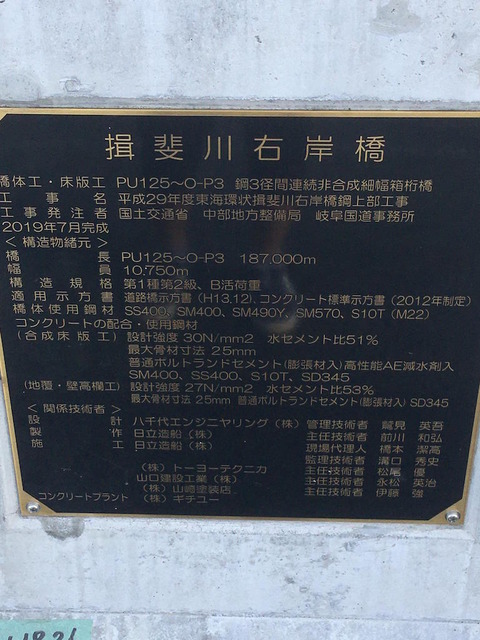 揖斐川右岸橋
橋体工・床版工 PU125～O-P3 鋼3径間連続非合成細幅箱桁橋
工事名 平成29年度東海環状揖斐川右岸橋鋼上部工事
工事発注者 国土交通省 中部地方整備局 岐阜国道事務所
2019年7月完成
＜構造物緒元＞
橋長 PU125～O-P3 187.000m
幅員 10.750m
構造規格 第1種第2級、B活荷重
適用示方書 道路橋示方書（H13,12）、コンクリート標準示方書（2012年制定）
橋体使用鋼材 SS400、SM400、SM490Y、SM570、S10T（M22）
コンクリートの配合・使用鋼材
（合成床版工）設計強度 30N/mm2 水セメント比51%
最大骨材寸法 25mm
普通ポルトランドセメント（膨張材入）高性能AE減水剤入
SM400、SS400、S10T、SD345
（地覆・壁高欄工）設計強度 27N/mm2 水セメント比53%
最大骨材寸法 25mm 普通ポルトランドセメント（膨張材入）SD345
＜関係技術者＞
設計 八千代エンジニヤリング（株）管理技術者 鷲見 英吾
製作 日立造船（株） 主任技術者 前川 和弘
施工 日立造船（株） 現場代理人 橋本 潔高
監理技術者 溝口 秀史
（株）トーヨーテクニカ 主任技術者 松尾 優
山口建設工業（株） 主任技術者 永松 英治
（株）山﨑塗装店 主任技術者 伊藤 強
コンクリートプラント （株）ギチユー
1821